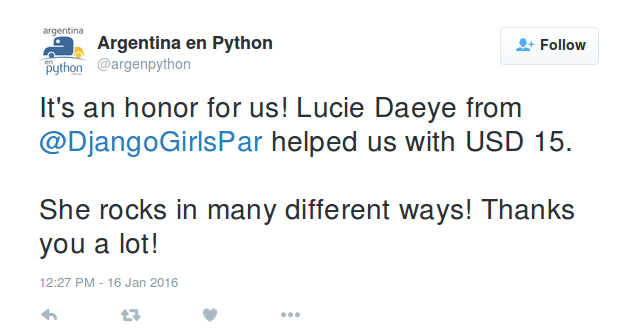 argentina
en
python
Argentina en Python
@argenpython
Follow
It's an honor for us! Lucie Daeye from
@DjangoGirlsPar helped us with USD 15.
She rocks in many different ways! Thanks
you a lot!
12:27 PM - 16 Jan 2016